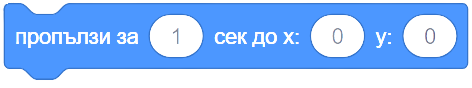 пропълзи за 1 сек до x: 0 y: 0